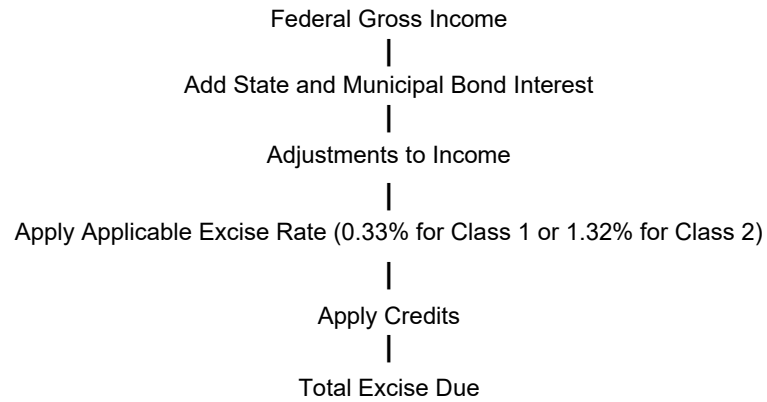 Federal Gross Income
Add State and Municipal Bond Interest
Adjustments to Income
Apply Applicable Excise Rate (0.33% for Class 1 or 1.32% for Class 2)
Apply Credits
Total Excise Due